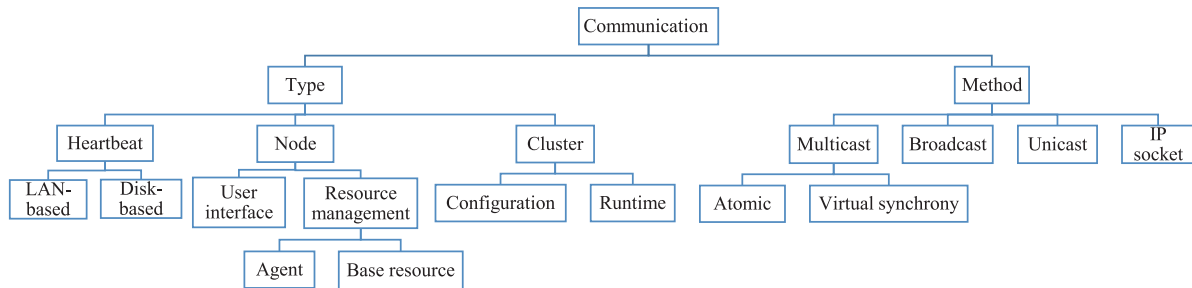 Communication
Type
Method
Heartbeat
Node
Cluster
Multicast
Broadcast
Unicast
IP
socket
LAN-
based
Disk-
based
User
interface
Resource
management
Configuration
Runtime
Atomic
Virtual synchrony
Agent
Base resource